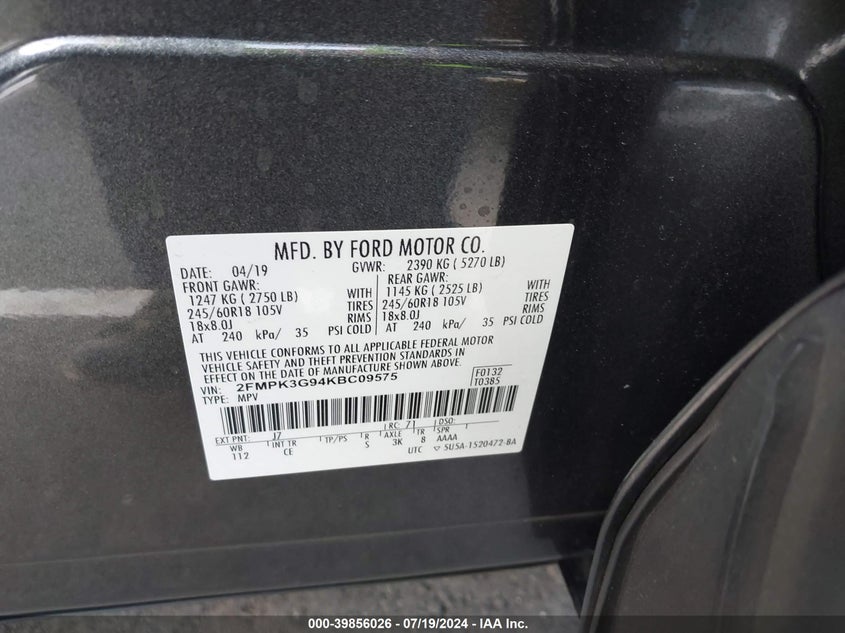 MFD. BY FORD MOTOR CO.
DATE: 04/19 GVWR: 2390 KG ( 5270 LB)
FRONT GAWR: REAR GAWR:
1247 KG ( 2750 LB) WITH 1145 KG ( 2525 LB) WITH
245/60R18 105V TIRES 245/60R18 105V TIRES
18x8.0J RIMS 18x8.0J RIMS
AT 240 kPa/ 35 PSI COLD AT 240 kPa/ 35 PSI COLD
THIS VEHICLE CONFORMS TO ALL APPLICABLE FEDERAL MOTOR
VEHICLE SAFETY AND THEFT PREVENTION STANDARDS IN
EFFECT ON THE DATE OF MANUFACTURE SHOWN ABOVE.
VIN: 2FMPK3G94KBC09575 F0132
TYPE: MPV T0385
EXT PNT: J7 RC: 71 DSO:
WB INT TR TP/PS R AXLE TR SPR
112 CE S 3K 8 AAAA
UTC ▽ 5U5A-1520472-BA
000-39856026 - 07/19/2024 - IAA Inc.